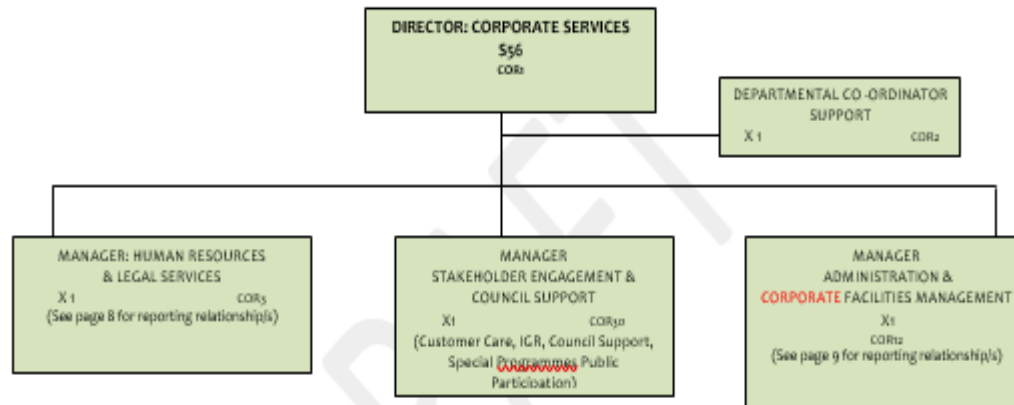 DIRECTOR: CORPORATE SERVICES
S56
COR1
DEPARTMENTAL CO -ORDINATOR
SUPPORT
X 1 COR2
MANAGER: HUMAN RESOURCES
& LEGAL SERVICES
X 1 COR3
(See page 8 for reporting relationship/s)
MANAGER
STAKEHOLDER ENGAGEMENT &
COUNCIL SUPPORT
X1 COR30
(Customer Care, IGR, Council Support,
Special Programmes Public
Participation)
MANAGER
ADMINISTRATION &
CORPORATE FACILITIES MANAGEMENT
X1
COR12
(See page 9 for reporting relationship/s)